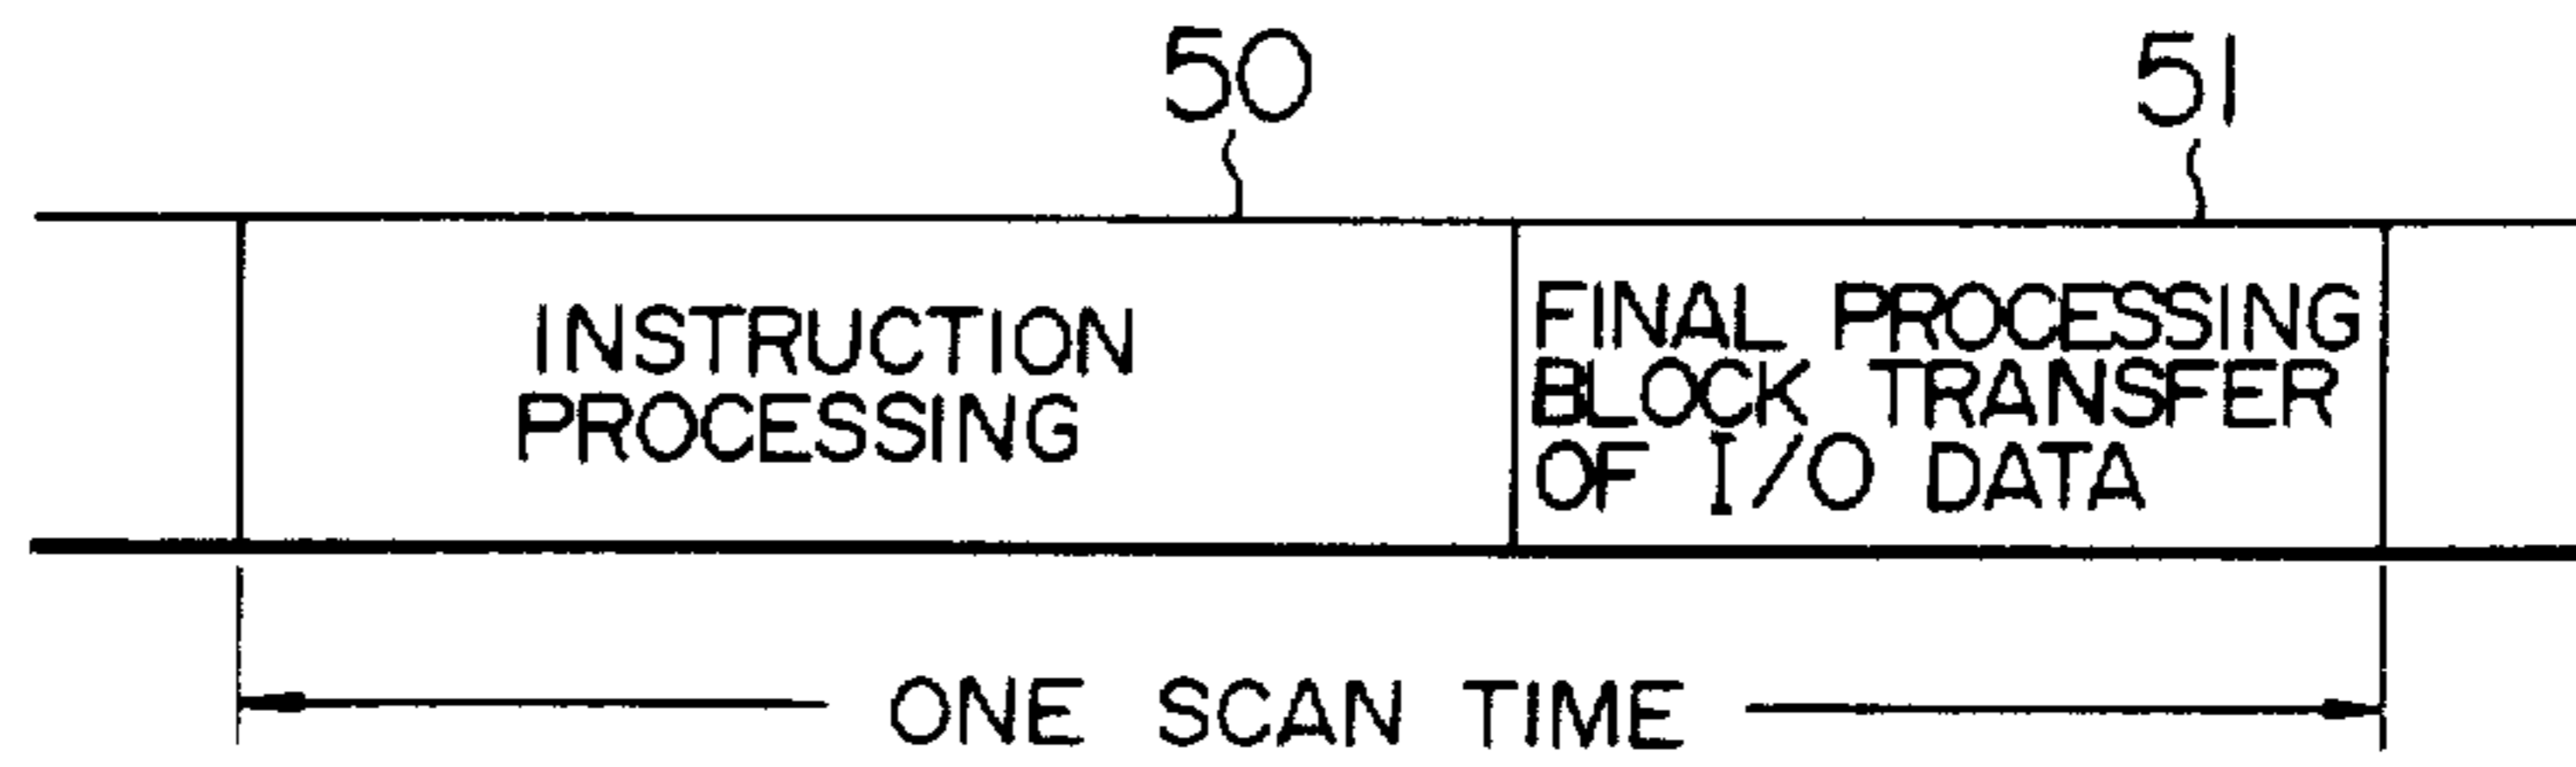 50
51
INSTRUCTION
PROCESSING
FINAL PROCESSING
BLOCK TRANSFER
OF I/O DATA
ONE SCAN TIME